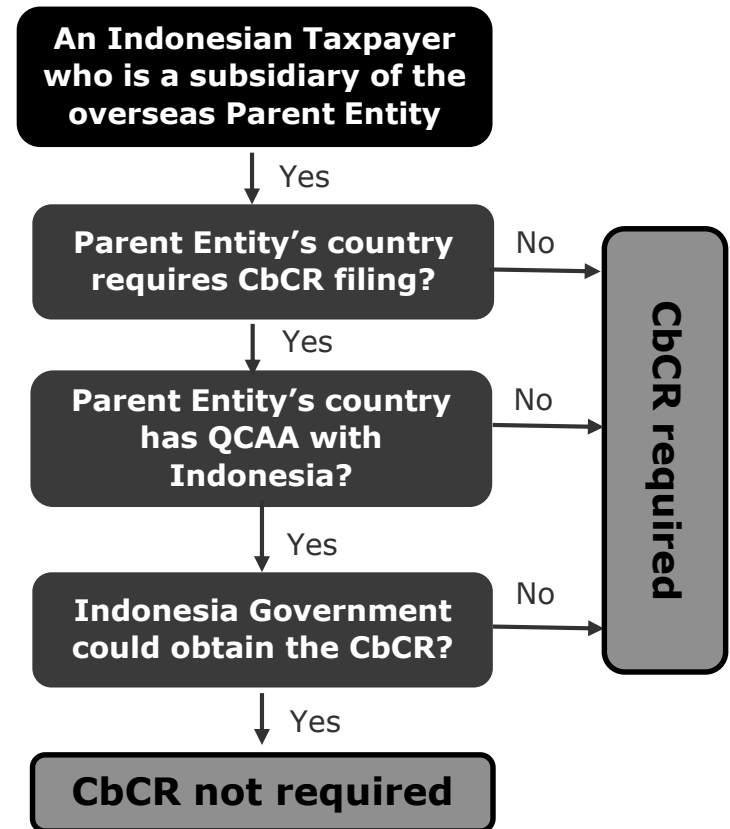 An Indonesian Taxpayer
who is a subsidiary of the
overseas Parent Entity
Yes
Parent Entity’s country
requires CbCR filing?
No
Yes
Parent Entity’s country
has QCAA with
Indonesia?
No
Yes
Indonesia Government
could obtain the CbCR?
No
Yes
CbCR not required
CbCR required